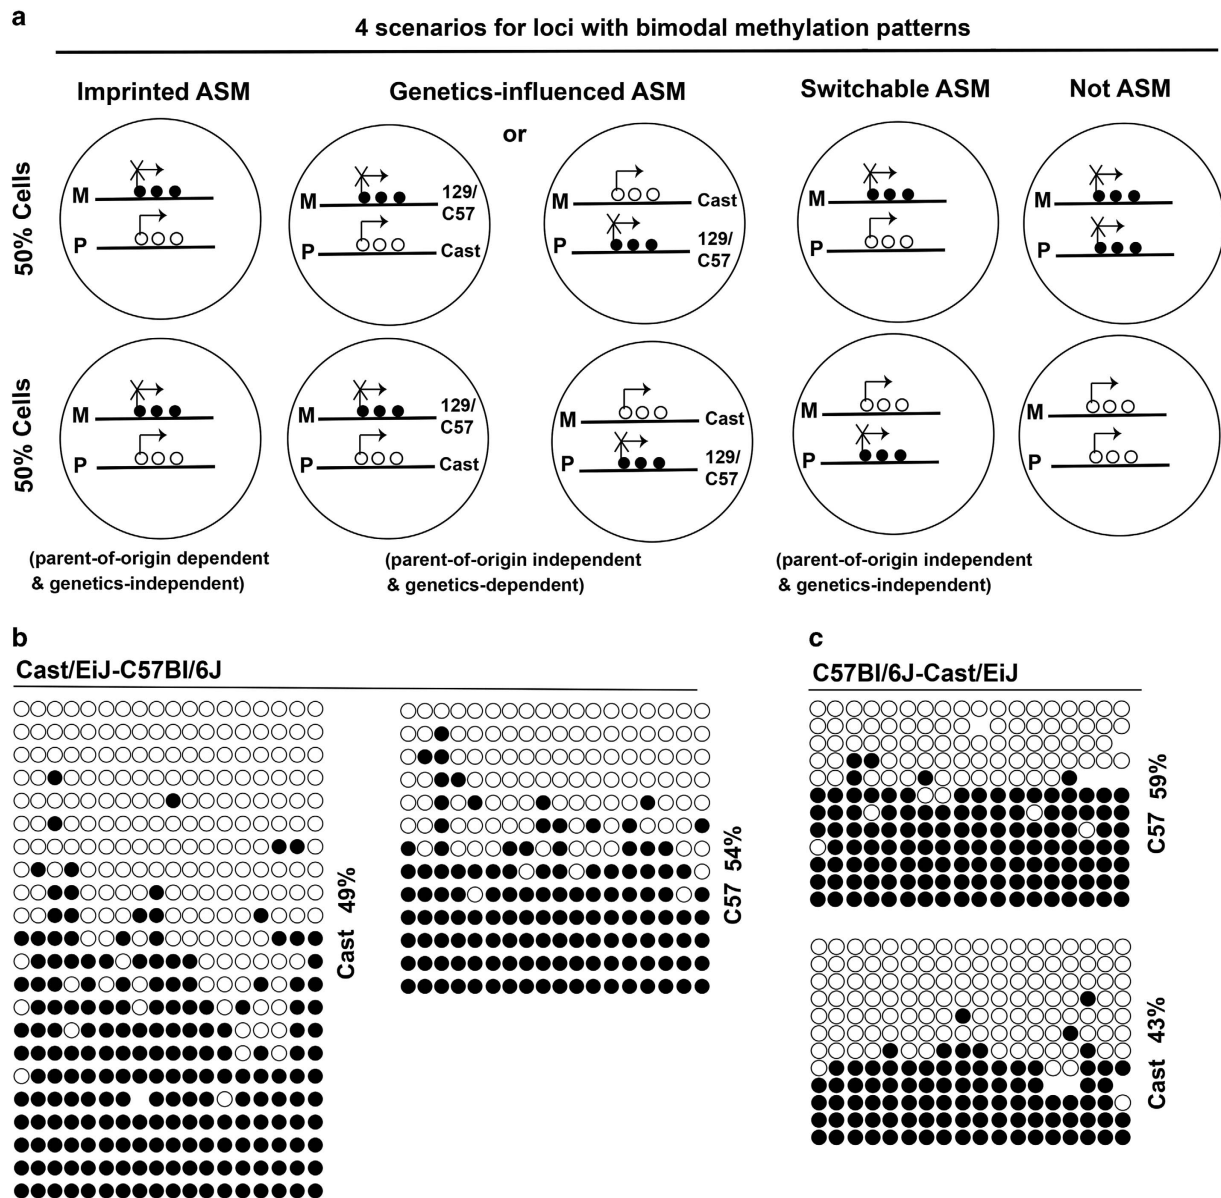 a
4 scenarios for loci with bimodal methylation patterns
Imprinted ASM
Genetics-influenced ASM
Switchable ASM
Not ASM
or
50% Cells
M
P
M
129/
C57
P
Cast
M
Cast
P
129/
C57
M
P
M
P
50% Cells
M
P
M
129/
C57
P
Cast
M
Cast
P
129/
C57
M
P
M
P
(parent-of-origin dependent
& genetics-independent)
(parent-of-origin independent
& genetics-dependent)
(parent-of-origin independent
& genetics-independent)
b
Cast/EiJ-C57Bl/6J
Cast 49%
C57 54%
c
C57Bl/6J-Cast/EiJ
C57 59%
Cast 43%